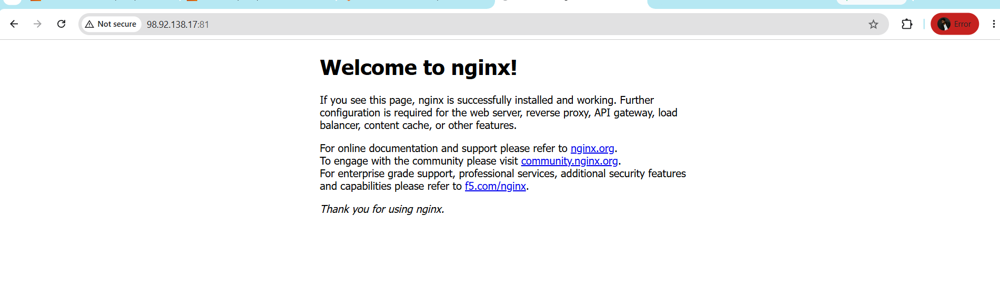 Not secure
98.92.138.17:81
Error
Welcome to nginx!
If you see this page, nginx is successfully installed and working. Further
configuration is required for the web server, reverse proxy, API gateway, load
balancer, content cache, or other features.
For online documentation and support please refer to nginx.org.
To engage with the community please visit community.nginx.org.
For enterprise grade support, professional services, additional security features
and capabilities please refer to f5.com/nginx.
Thank you for using nginx.